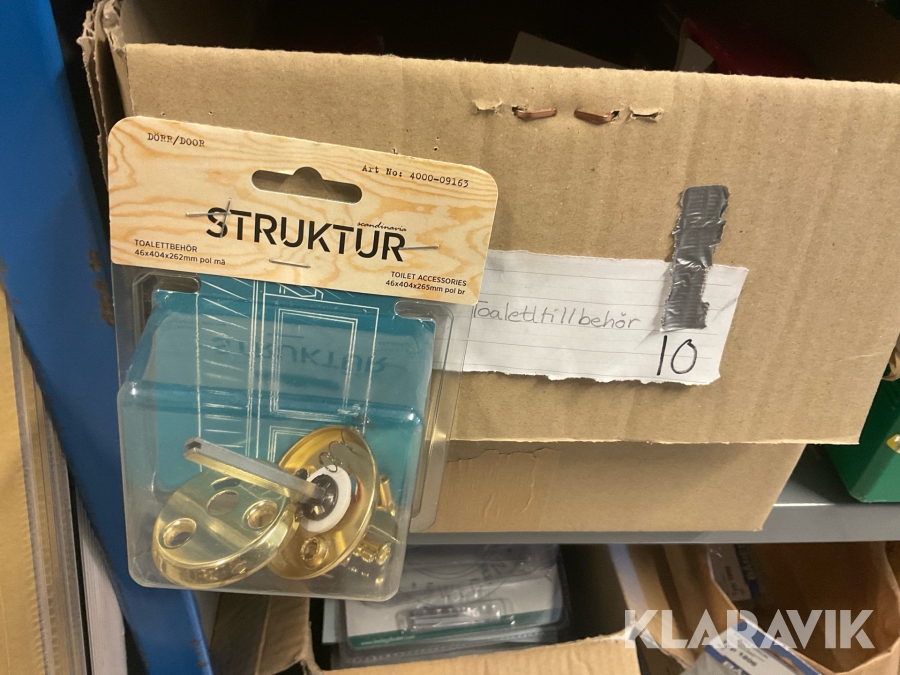 DÖRR/DOOR
Art No: 4000-09163
scandinavia
STRUKTUR
TOALETTBEHÖR
46x404x262mm pol mä
TOILET ACCESSORIES
46x404x265mm pol br
Toalettillbehör
10
KLARAVIK